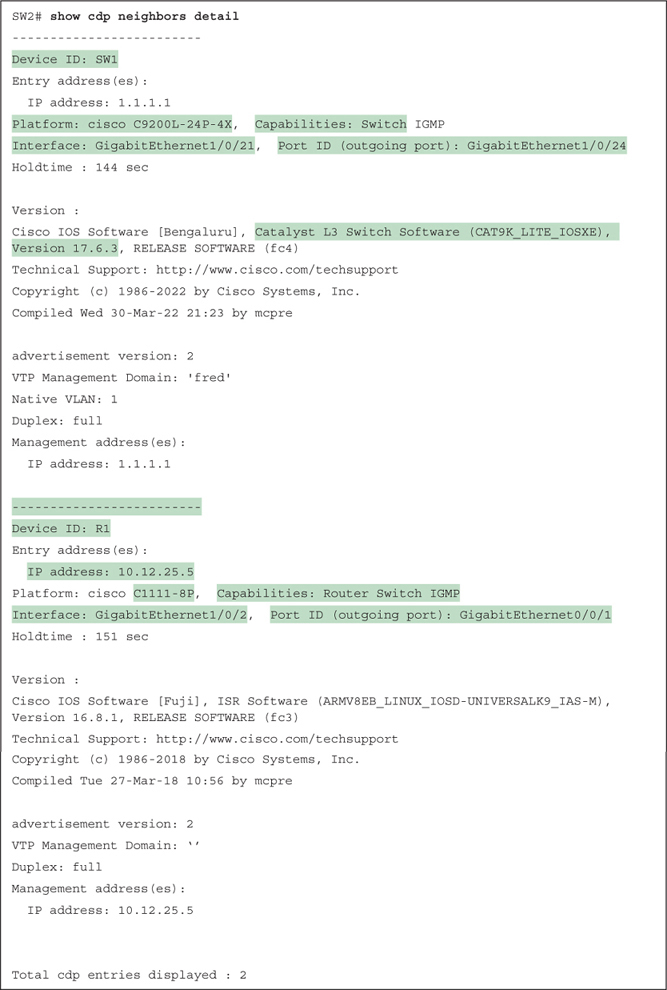 SW2# show cdp neighbors detail
-------------------------
Device ID: SW1
Entry address(es):
  IP address: 1.1.1.1
Platform: cisco C9200L-24P-4X,  Capabilities: Switch IGMP
Interface: GigabitEthernet1/0/21,  Port ID (outgoing port): GigabitEthernet1/0/24
Holdtime : 144 sec

Version :
Cisco IOS Software [Bengaluru], Catalyst L3 Switch Software (CAT9K_LITE_IOSXE),
Version 17.6.3, RELEASE SOFTWARE (fc4)
Technical Support: http://www.cisco.com/techsupport
Copyright (c) 1986-2022 by Cisco Systems, Inc.
Compiled Wed 30-Mar-22 21:23 by mcpre

advertisement version: 2
VTP Management Domain: 'fred'
Native VLAN: 1
Duplex: full
Management address(es):
  IP address: 1.1.1.1

-------------------------
Device ID: R1
Entry address(es):
  IP address: 10.12.25.5
Platform: cisco C1111-8P,  Capabilities: Router Switch IGMP
Interface: GigabitEthernet1/0/2,  Port ID (outgoing port): GigabitEthernet0/0/1
Holdtime : 151 sec

Version :
Cisco IOS Software [Fuji], ISR Software (ARMV8EB_LINUX_IOSD-UNIVERSALK9_IAS-M),
Version 16.8.1, RELEASE SOFTWARE (fc3)
Technical Support: http://www.cisco.com/techsupport
Copyright (c) 1986-2018 by Cisco Systems, Inc.
Compiled Tue 27-Mar-18 10:56 by mcpre

advertisement version: 2
VTP Management Domain: ‘’
Duplex: full
Management address(es):
  IP address: 10.12.25.5

Total cdp entries displayed : 2